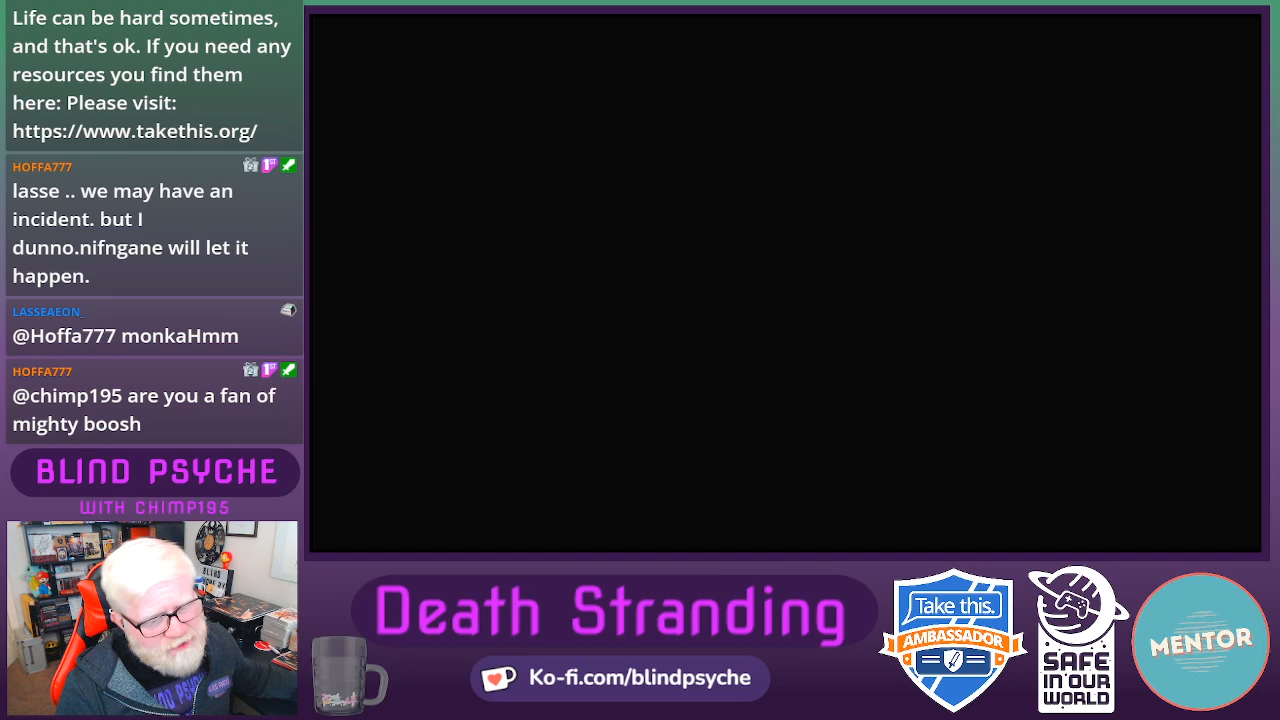 Life can be hard sometimes,
and that's ok. If you need any
resources you find them
here: Please visit:
https://www.takethis.org/
HOFFA777
lasse .. we may have an
incident. but I
dunno.nifngane will let it
happen.
LASSEAEON_
@Hoffa777 monkaHmm
HOFFA777
@chimp195 are you a fan of
mighty boosh
BLIND PSYCHE
WITH CHIMP195
Death Stranding
Ko-fi.com/blindpsyche
Take this.
AMBASSADOR
SAFE
IN OUR
WORLD
MENTOR